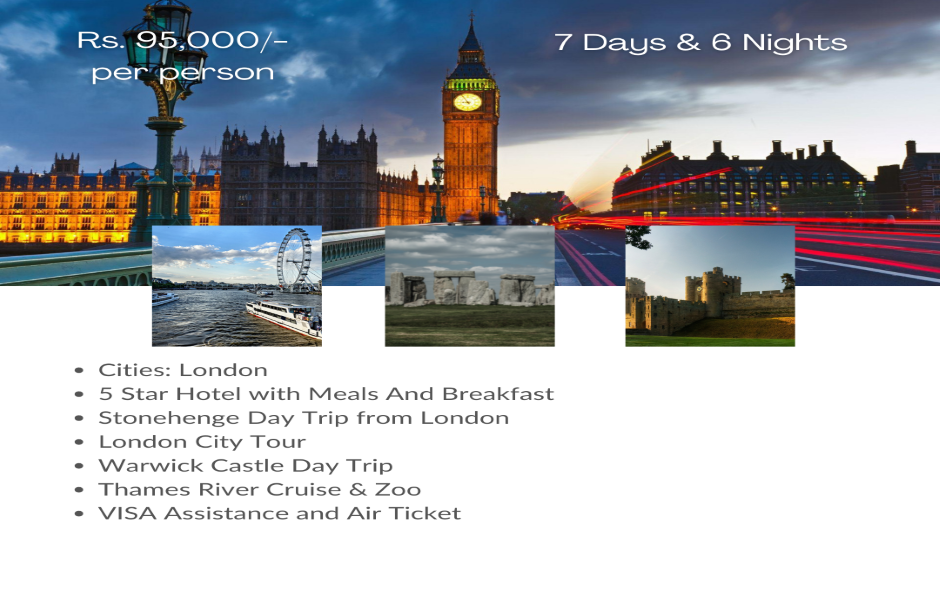 Rs. 95,000/-
per person
7 Days & 6 Nights
• Cities: London
• 5 Star Hotel with Meals And Breakfast
• Stonehenge Day Trip from London
• London City Tour
• Warwick Castle Day Trip
• Thames River Cruise & Zoo
• VISA Assistance and Air Ticket